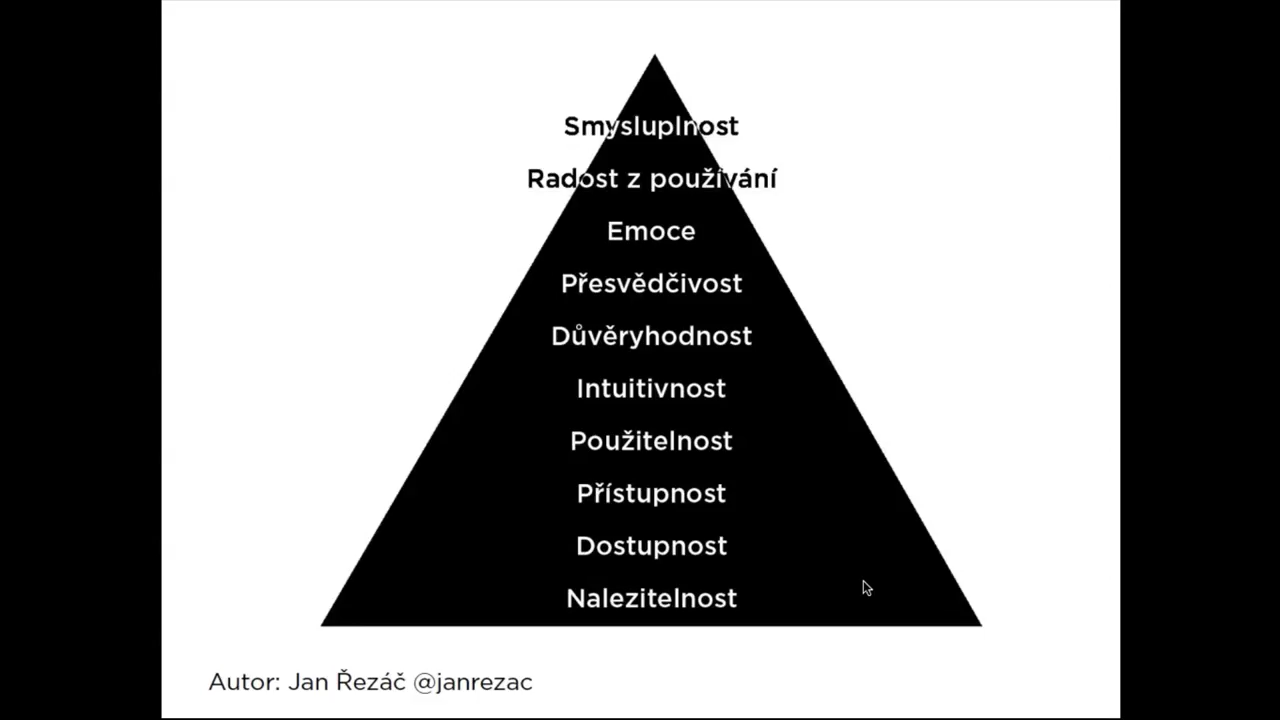 Smysluplnost
Radost z používání
Emoce
Přesvědčivost
Důvěryhodnost
Intuitivnost
Použitelnost
Přístupnost
Dostupnost
Nalezitelnost
Autor: Jan Řezáč @janrezac